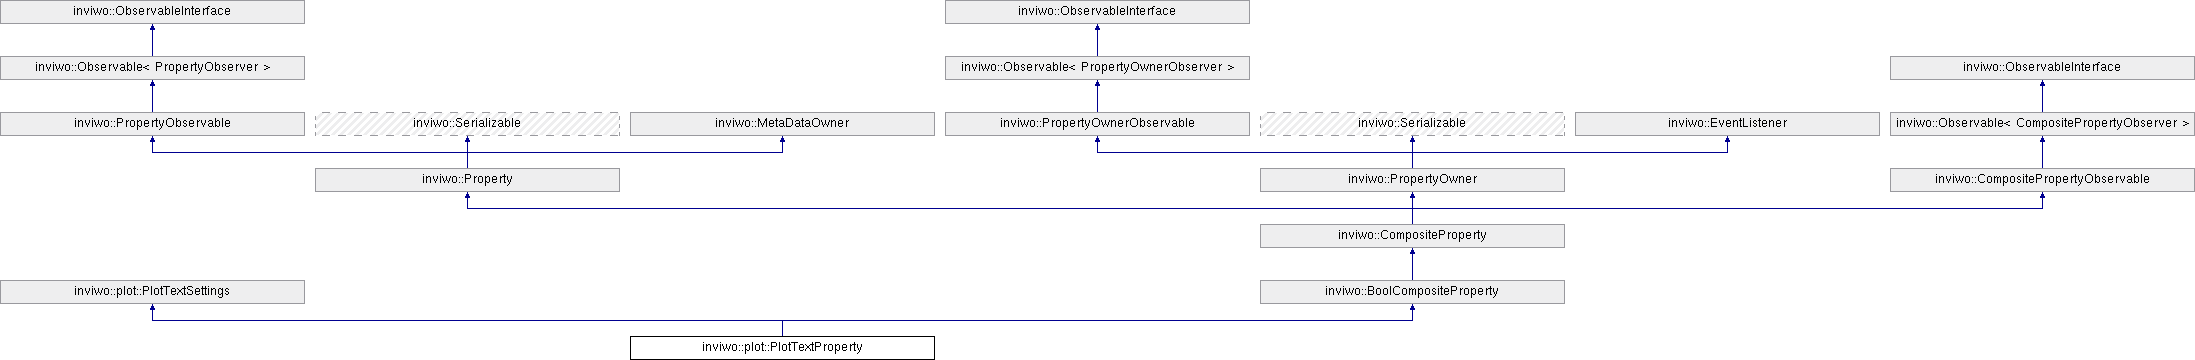 inviwo::ObservableInterface
inviwo::ObservableInterface
inviwo::Observable< PropertyObserver >
inviwo::Observable< PropertyOwnerObserver >
inviwo::ObservableInterface
inviwo::PropertyObservable
inviwo::Serializable
inviwo::MetaDataOwner
inviwo::PropertyOwnerObservable
inviwo::Serializable
inviwo::EventListener
inviwo::Observable< CompositePropertyObserver >
inviwo::Property
inviwo::PropertyOwner
inviwo::CompositePropertyObservable
inviwo::CompositeProperty
inviwo::plot::PlotTextSettings
inviwo::BoolCompositeProperty
inviwo::plot::PlotTextProperty